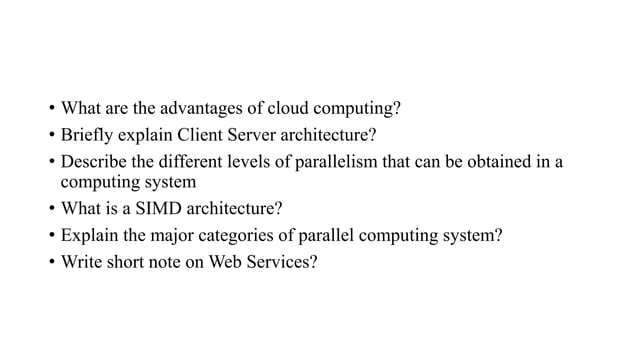 • What are the advantages of cloud computing?
• Briefly explain Client Server architecture?
• Describe the different levels of parallelism that can be obtained in a
computing system
• What is a SIMD architecture?
• Explain the major categories of parallel computing system?
• Write short note on Web Services?